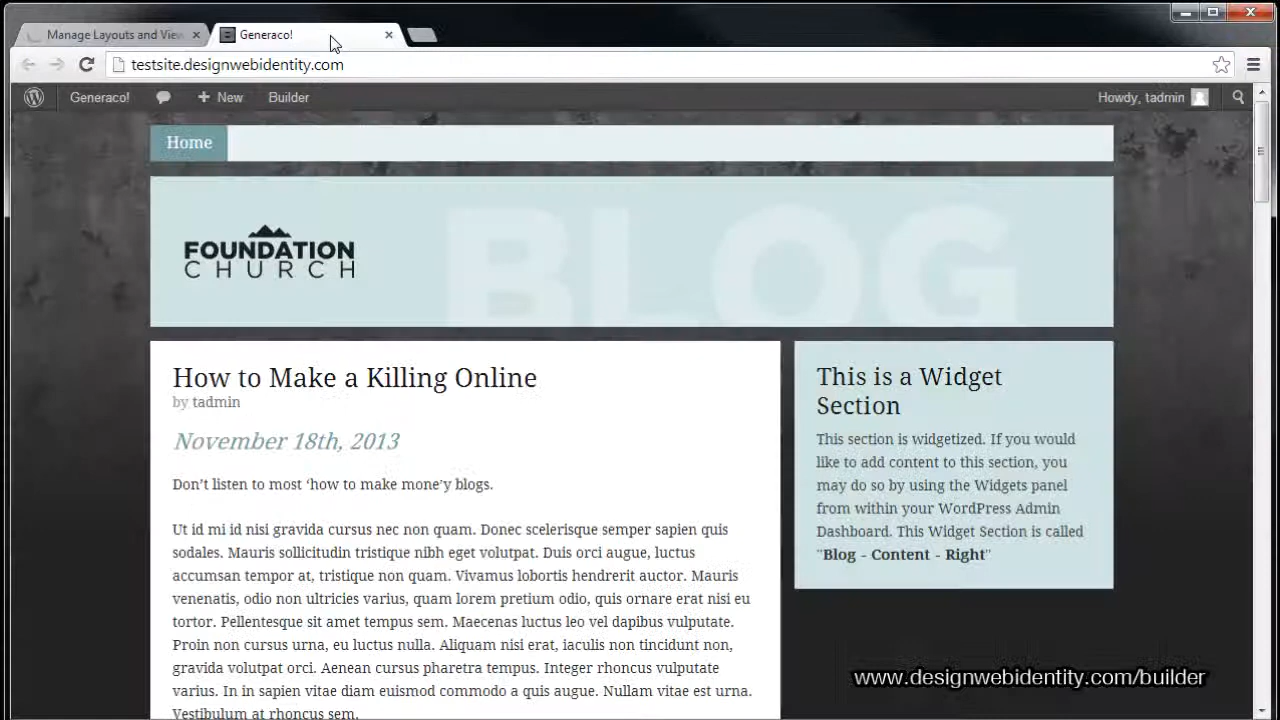 Manage Layouts and View
Generaco!
testsite.designwebidentity.com
Generaco!
New
Builder
Howdy, tadmin
Home
BLOG
FOUNDATION
CHURCH
How to Make a Killing Online
by tadmin
November 18th, 2013
Don’t listen to most ‘how to make mone’y blogs.
Ut id mi id nisi gravida cursus nec non quam. Donec scelerisque semper sapien quis
sodales. Mauris sollicitudin tristique nibh eget volutpat. Duis orci augue, luctus
accumsan tempor at, tristique non quam. Vivamus lobortis hendrerit auctor. Mauris
venenatis, odio non ultricies varius, quam lorem pretium odio, quis ornare erat nisi eu
tortor. Pellentesque sit amet tempus sem. Maecenas luctus leo vel dapibus vulputate.
Proin non cursus urna, eu luctus nulla. Aliquam nisi erat, iaculis non tincidunt non,
gravida volutpat orci. Aenean cursus pharetra tempus. Integer rhoncus vulputate
varius. In in sapien vitae diam euismod commodo a quis augue. Nullam vitae est urna.
Vestibulum at rhoncus sem.
This is a Widget
Section
This section is widgetized. If you would
like to add content to this section, you
may do so by using the Widgets panel
from within your WordPress Admin
Dashboard. This Widget Section is called
"Blog - Content - Right"
www.designwebidentity.com/builder